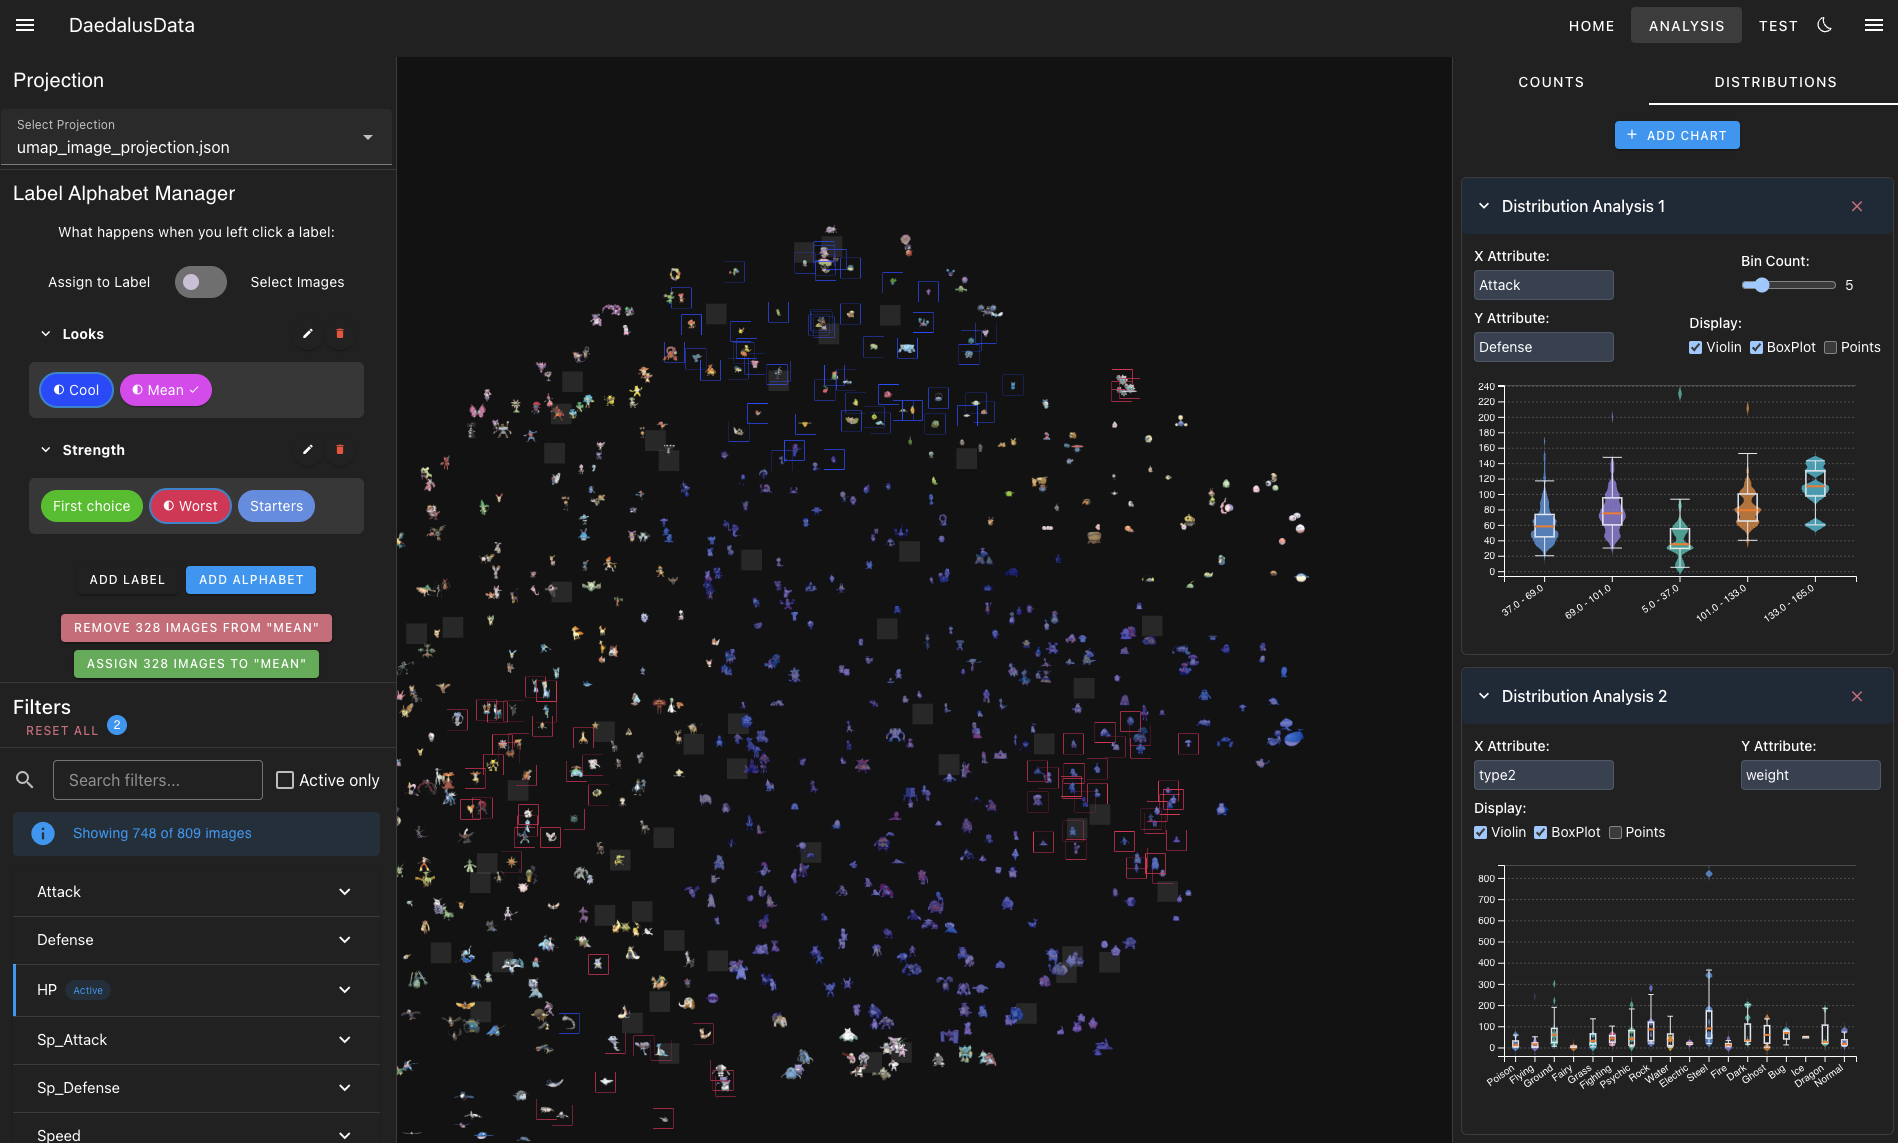 DaedalusData
HOME
ANALYSIS
TEST
Projection
Select Projection
umap_image_projection.json
Label Alphabet Manager
What happens when you left click a label:
Assign to Label
Select Images
Looks
Cool
Mean
Strength
First choice
Worst
Starters
ADD LABEL
ADD ALPHABET
REMOVE 328 IMAGES FROM "MEAN"
ASSIGN 328 IMAGES TO "MEAN"
Filters
RESET ALL
2
Search filters...
Active only
Showing 748 of 809 images
Attack
Defense
HP
Active
Sp_Attack
Sp_Defense
Speed
COUNTS
DISTRIBUTIONS
+ ADD CHART
Distribution Analysis 1
X Attribute:
Attack
Bin Count:
5
Y Attribute:
Defense
Display:
Violin
BoxPlot
Points
240
220
200
180
160
140
120
100
80
60
40
20
0
37.0 - 69.0
69.0 - 101.0
5.0 - 37.0
101.0 - 133.0
133.0 - 165.0
Distribution Analysis 2
X Attribute:
type2
Y Attribute:
weight
Display:
Violin
BoxPlot
Points
800
700
600
500
400
300
200
100
0
Poison
Flying
Ground
Fairy
Grass
Fighting
Psychic
Rock
Water
Electric
Steel
Fire
Dark
Ghost
Bug
Ice
Dragon
Normal